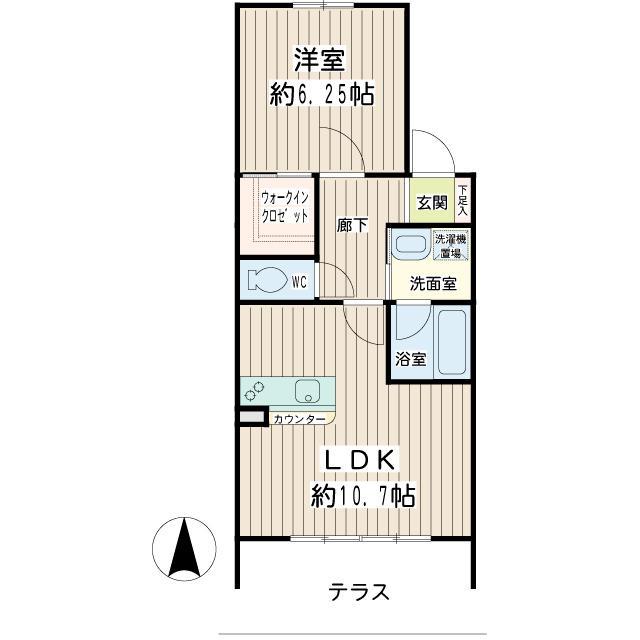 洋室
約6.25帖
ウォークイン
クロゼット
廊下
玄関
下足入
洗濯機
置場
洗面室
WC
浴室
カウンター
LDK
約10.7帖
テラス